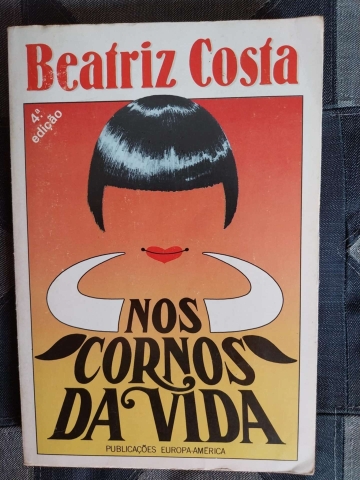 Beatriz Costa
4.ª
edição
NOS
CORNOS
DA VIDA
PUBLICAÇÕES EUROPA-AMÉRICA